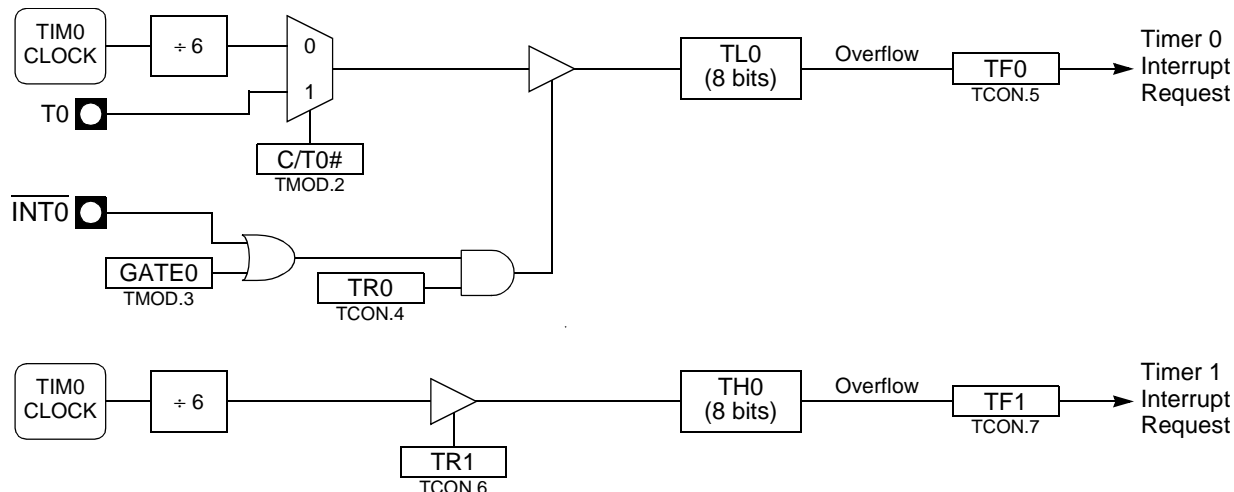 TIM0
CLOCK
÷ 6
0
1
T0
C/T0#
TMOD.2
TL0
(8 bits)
Overflow
TF0
TCON.5
Timer 0
Interrupt
Request
INT0
GATE0
TMOD.3
TR0
TCON.4
TIM0
CLOCK
÷ 6
TR1
TCON.6
TH0
(8 bits)
Overflow
TF1
TCON.7
Timer 1
Interrupt
Request